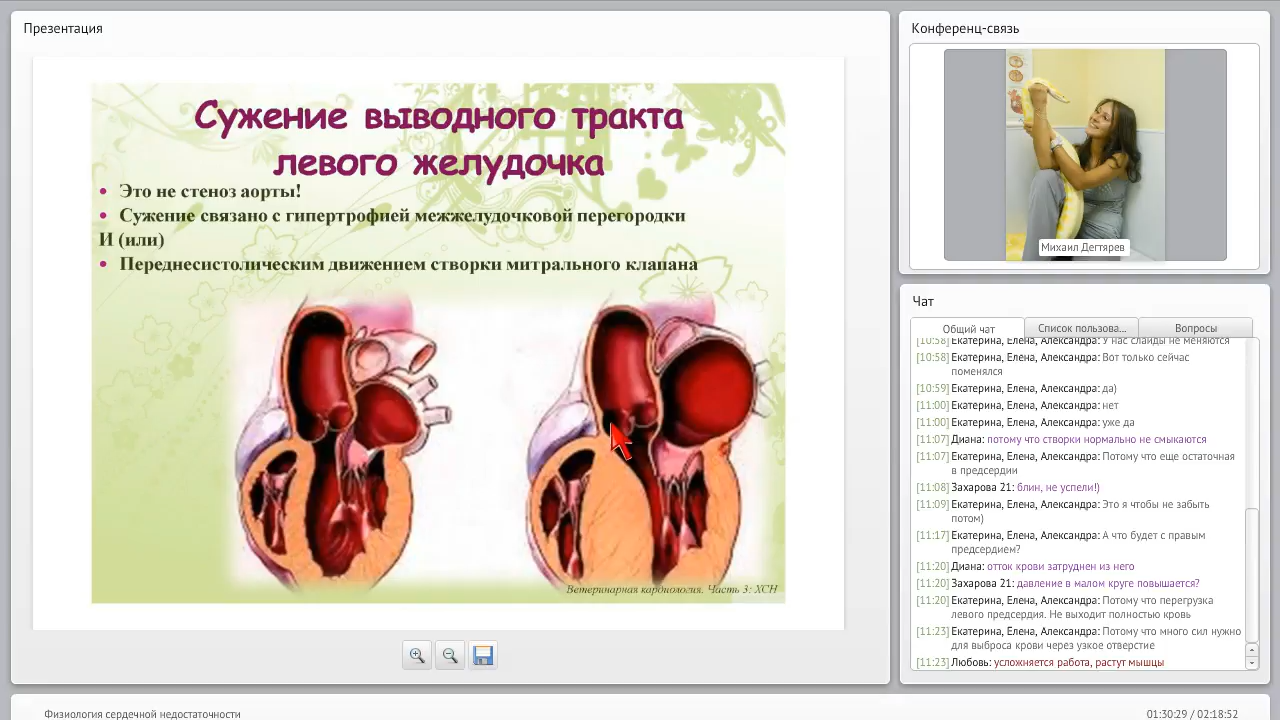 Презентация
Сужение выводного тракта
левого желудочка
• Это не стеноз аорты!
• Сужение связано с гипертрофией межжелудочковой перегородки
И (или)
• Переднесистолическим движением створки митрального клапана
Ветеринарная кардиология. Часть 3: ХСН
Конференц-связь
Михаил Дегтярев
Чат
Общий чат
Список пользова...
Вопросы
[10:58] Екатерина, Елена, Александра: У нас слайды не меняются
[10:58] Екатерина, Елена, Александра: Вот только сейчас
поменялся
[10:59] Екатерина, Елена, Александра: да)
[11:00] Екатерина, Елена, Александра: нет
[11:00] Екатерина, Елена, Александра: уже да
[11:07] Диана: потому что створки нормально не смыкаются
[11:07] Екатерина, Елена, Александра: Потому что еще остаточная
в предсердии
[11:08] Захарова 21: блин, не успели!)
[11:09] Екатерина, Елена, Александра: Это я чтобы не забыть
потом)
[11:17] Екатерина, Елена, Александра: А что будет с правым
предсердием?
[11:20] Диана: отток крови затруднен из него
[11:20] Захарова 21: давление в малом круге повышается?
[11:20] Екатерина, Елена, Александра: Потому что перегрузка
левого предсердия. Не выходит полностью кровь
[11:23] Екатерина, Елена, Александра: Потому что много сил нужно
для выброса крови через узкое отверстие
[11:23] Любовь: усложняется работа, растут мышцы
Физиология сердечной недостаточности
01:30:29 / 02:18:52